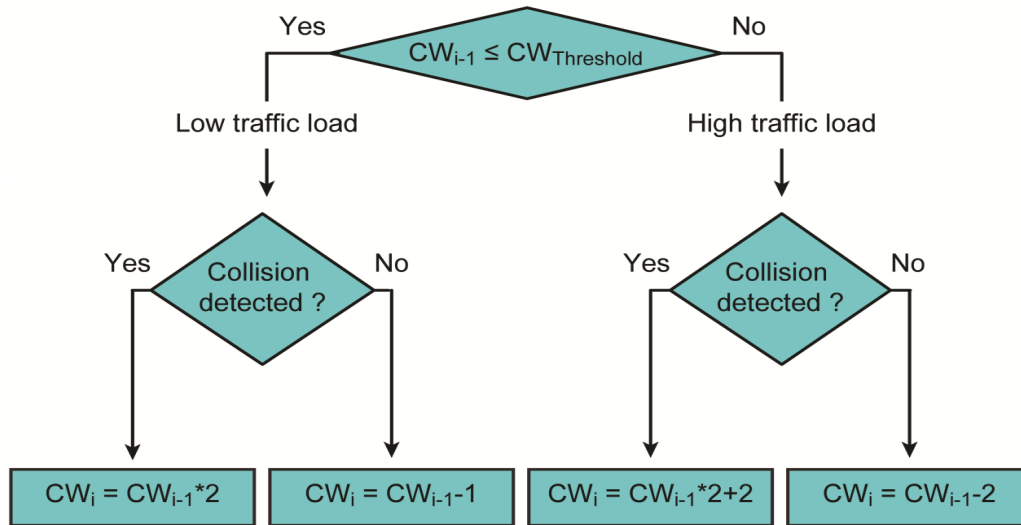 Yes
No
CWi-1 ≤ CWThreshold
Low traffic load
High traffic load
Yes
Collision
detected ?
No
Yes
Collision
detected ?
No
CWi = CWi-1*2
CWi = CWi-1-1
CWi = CWi-1*2+2
CWi = CWi-1-2